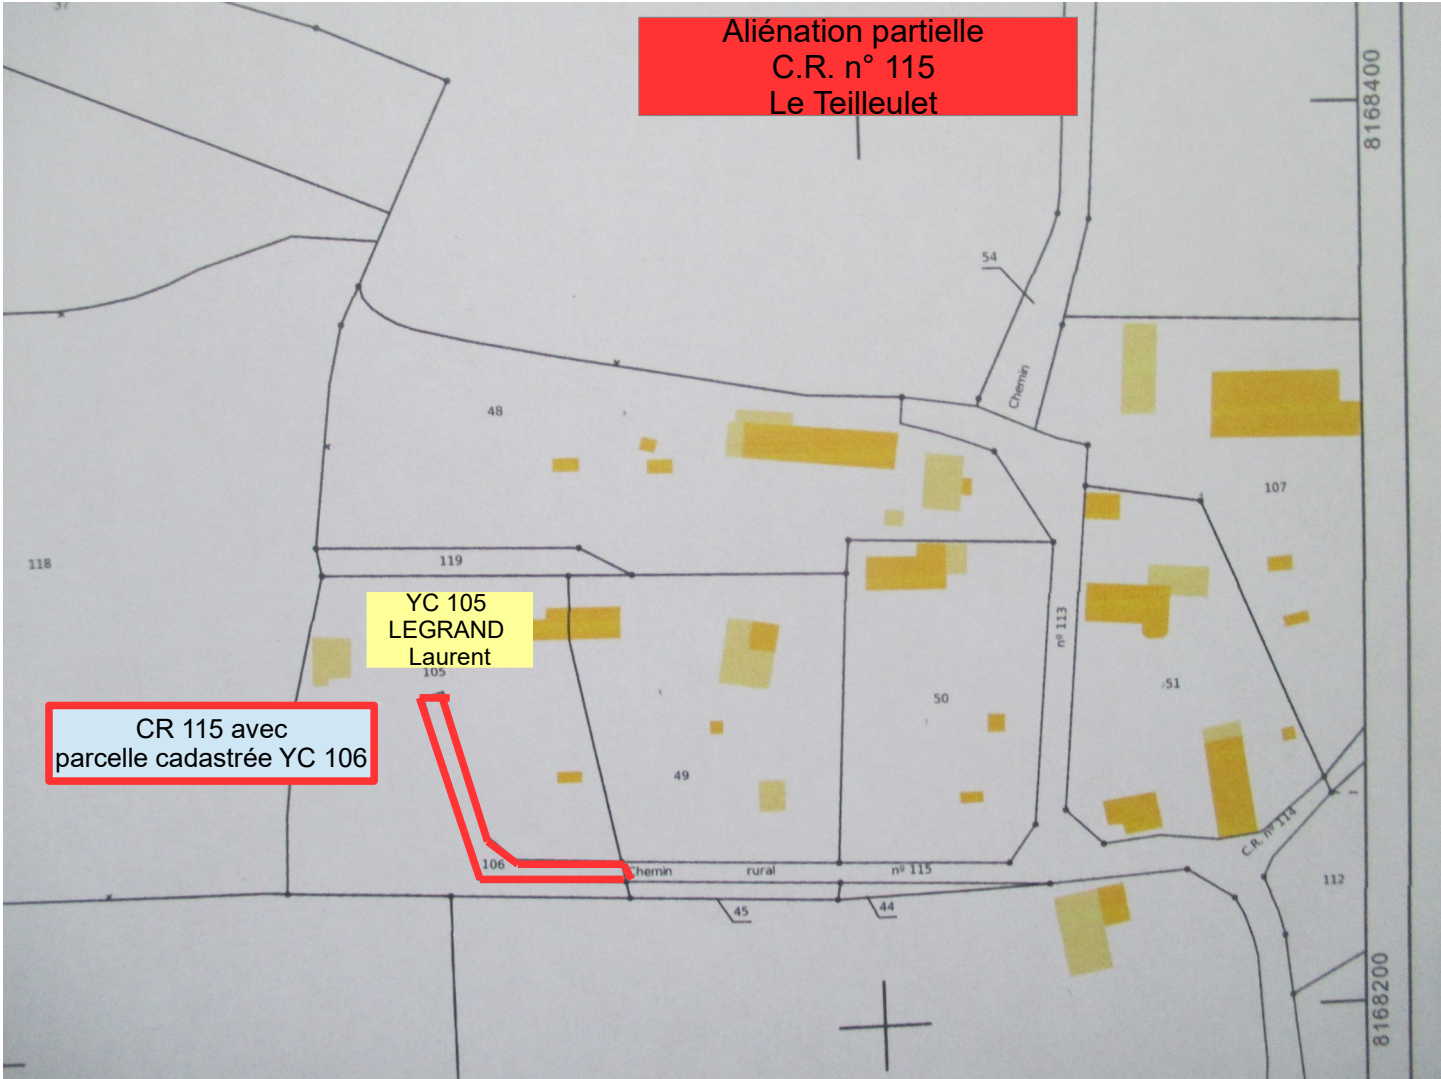 37
Aliénation partielle
C.R. n° 115
Le Teilleulet
8168400
54
Chemin
48
107
118
119
YC 105
LEGRAND
Laurent
105
nº 113
50
51
CR 115 avec
parcelle cadastrée YC 106
49
C.R. nº 114
106
Chemin rural nº 115
112
45
44
8168200